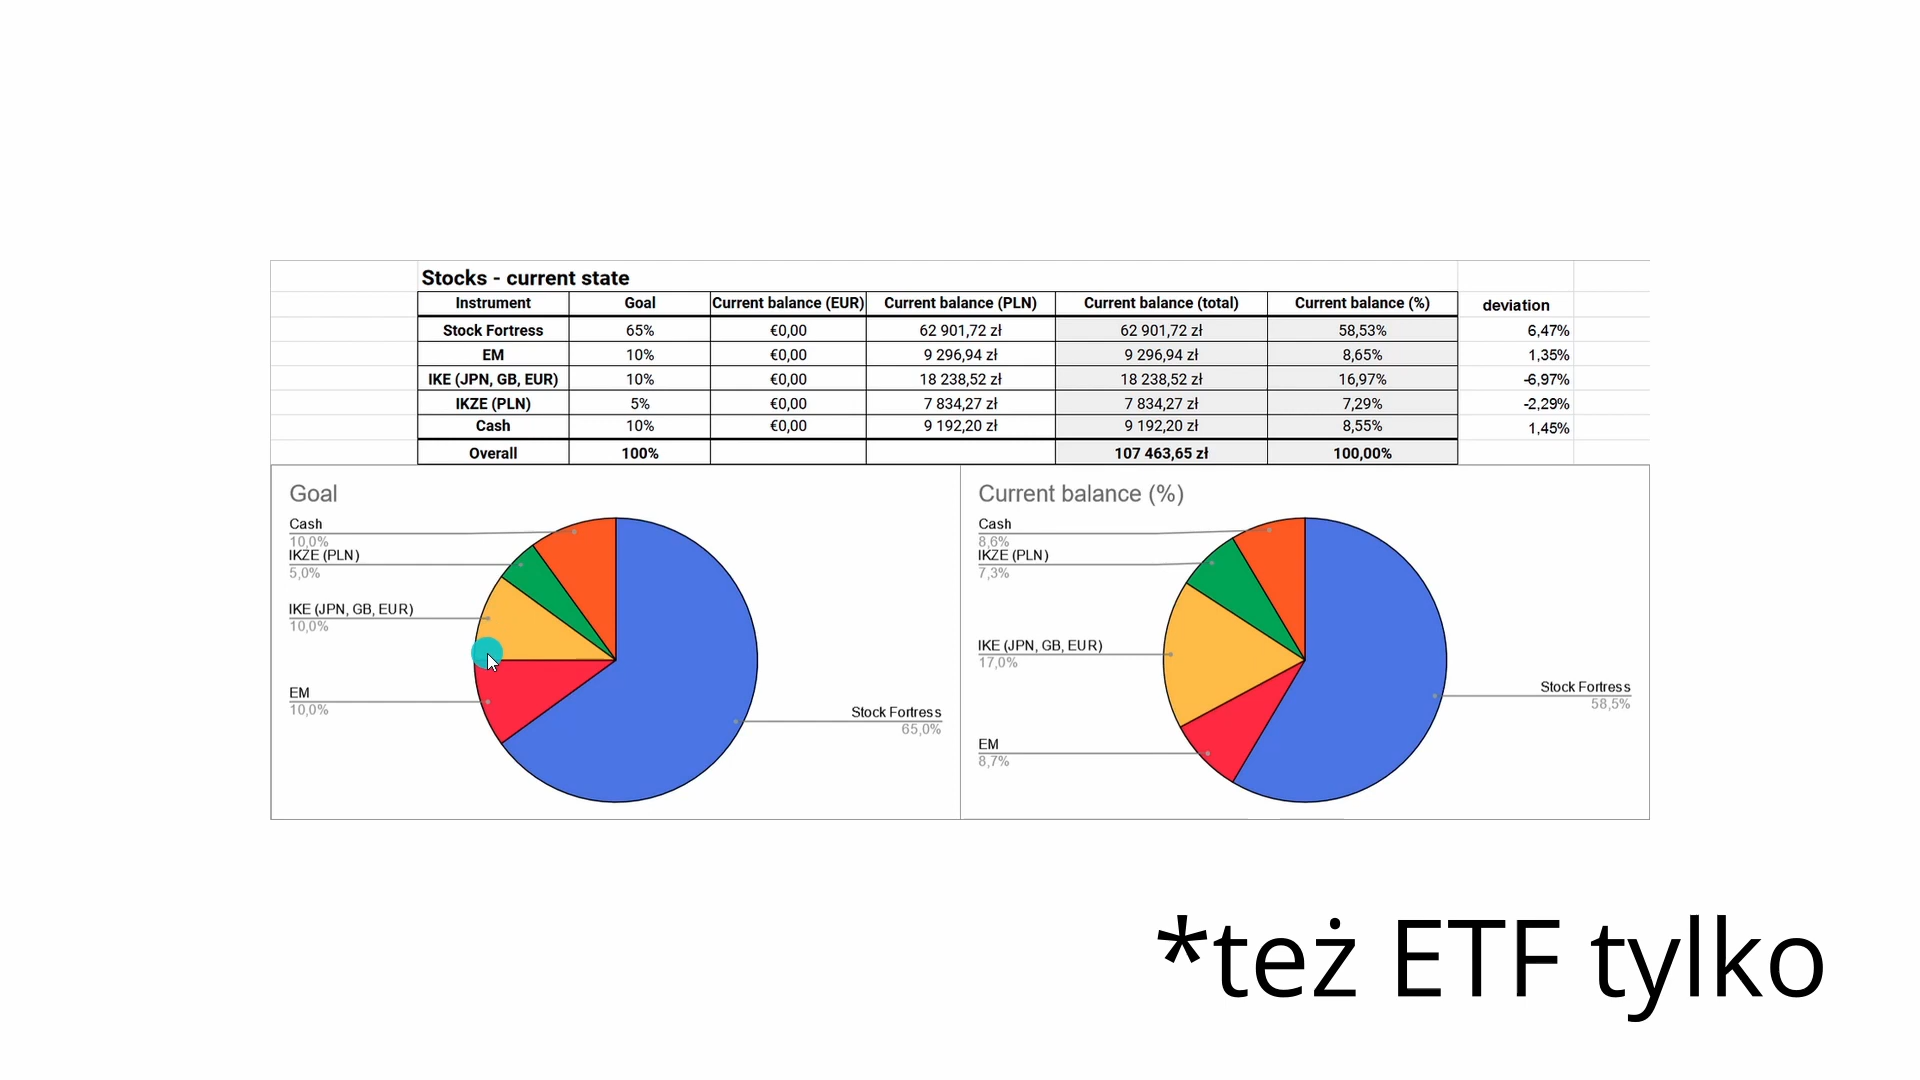 Stocks - current state
Instrument Goal Current balance (EUR) Current balance (PLN) Current balance (total) Current balance (%) deviation
Stock Fortress 65% €0,00 62 901,72 zł 62 901,72 zł 58,53% 6,47%
EM 10% €0,00 9 296,94 zł 9 296,94 zł 8,65% 1,35%
IKE (JPN, GB, EUR) 10% €0,00 18 238,52 zł 18 238,52 zł 16,97% -6,97%
IKZE (PLN) 5% €0,00 7 834,27 zł 7 834,27 zł 7,29% -2,29%
Cash 10% €0,00 9 192,20 zł 9 192,20 zł 8,55% 1,45%
Overall 100% 107 463,65 zł 100,00%
Goal
Cash
10,0%
IKZE (PLN)
5,0%
IKE (JPN, GB, EUR)
10,0%
EM
10,0%
Stock Fortress
65,0%
Current balance (%)
Cash
8,6%
IKZE (PLN)
7,3%
IKE (JPN, GB, EUR)
17,0%
Stock Fortress
58,5%
EM
8,7%
*też ETF tylko